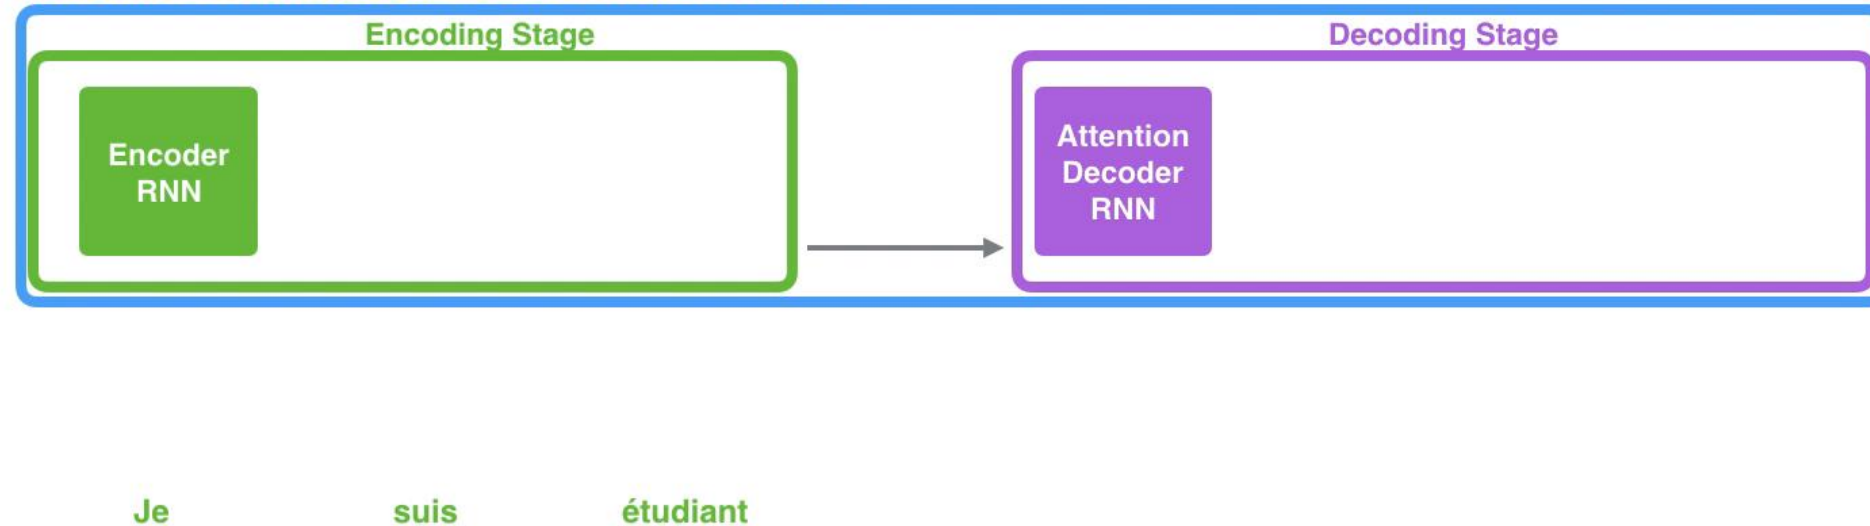 Encoding Stage
Decoding Stage
Encoder
RNN
Attention
Decoder
RNN
Je suis étudiant